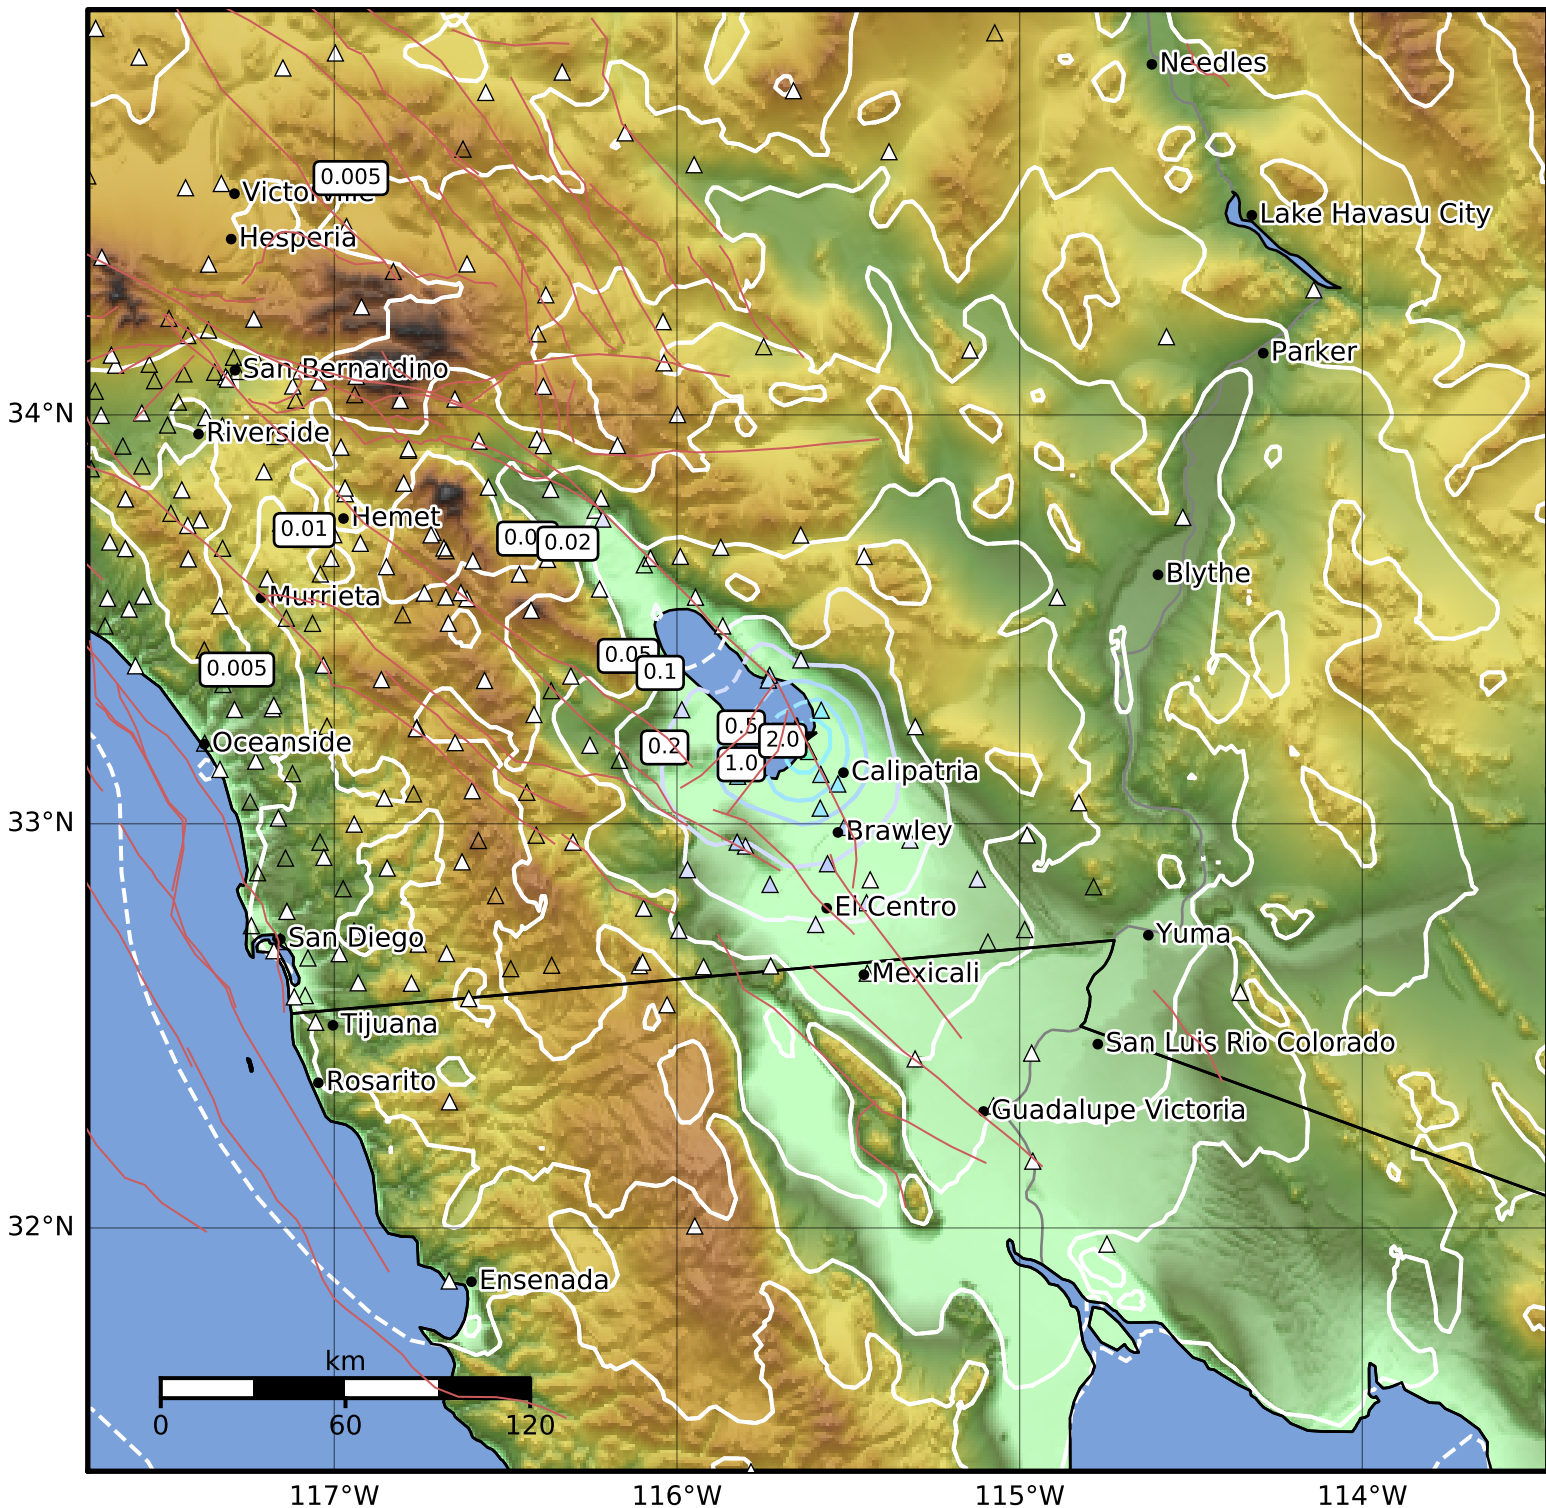 Needles
0.005
Victorville
Lake Havasu City
Hesperia
Parker
San Bernardino
34°N
Riverside
Hemet
0.01
0.0
0.02
Blythe
Murrieta
0.05
0.005
0.1
0.5
Oceanside
0.2
2.0
1.0
Calipatria
33°N
Brawley
El Centro
San Diego
Yuma
Mexicali
Tijuana
San Luis Rio Colorado
Rosarito
Guadalupe Victoria
32°N
Ensenada
km
0 60 120
117°W 116°W 115°W 114°W